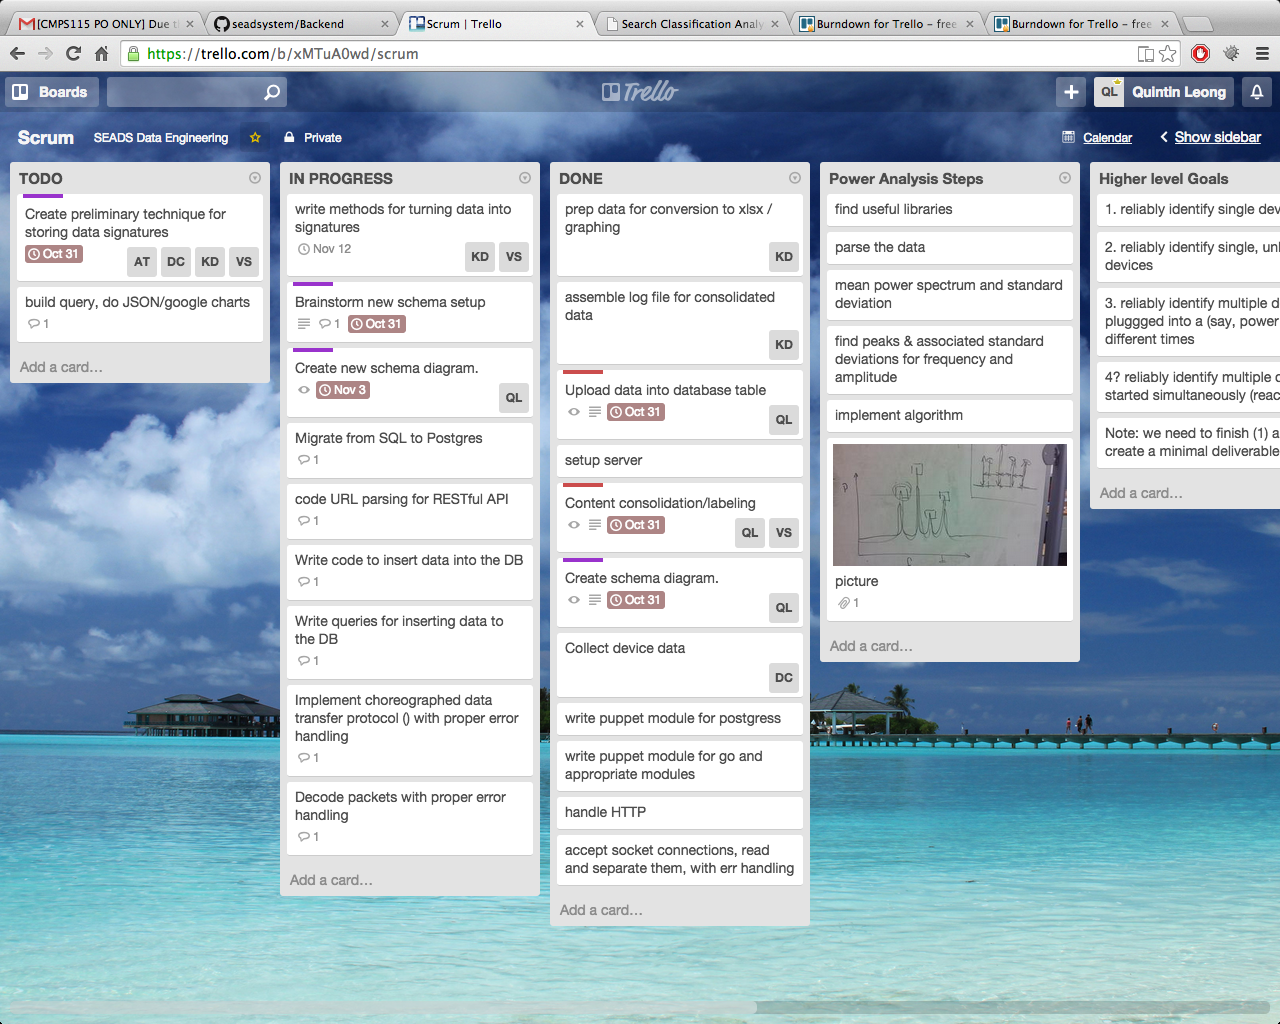 [CMPS115 PO ONLY] Due
seadsystem/Backend
Scrum | Trello
Search Classification Analy
Burndown for Trello – free
Burndown for Trello – free
https://trello.com/b/xMTuA0wd/scrum
Boards
Trello
QL
Quintin Leong
Scrum
SEADS Data Engineering
Private
Calendar
Show sidebar
TODO
Create preliminary technique for
storing data signatures
Oct 31
AT DC KD VS
build query, do JSON/google charts
1
Add a card…
IN PROGRESS
write methods for turning data into
signatures
Nov 12
KD VS
Brainstorm new schema setup
1 Oct 31
Create new schema diagram.
Nov 3
QL
Migrate from SQL to Postgres
1
code URL parsing for RESTful API
1
Write code to insert data into the DB
1
Write queries for inserting data to
the DB
1
Implement choreographed data
transfer protocol () with proper error
handling
1
Decode packets with proper error
handling
1
Add a card…
DONE
prep data for conversion to xlsx /
graphing
KD
assemble log file for consolidated
data
KD
Upload data into database table
Oct 31
QL
setup server
Content consolidation/labeling
Oct 31
QL VS
Create schema diagram.
Oct 31
QL
Collect device data
DC
write puppet module for postgress
write puppet module for go and
appropriate modules
handle HTTP
accept socket connections, read
and separate them, with err handling
Add a card…
Power Analysis Steps
find useful libraries
parse the data
mean power spectrum and standard
deviation
find peaks & associated standard
deviations for frequency and
amplitude
implement algorithm
picture
1
Add a card…
Higher level Goals
1. reliably identify single dev
2. reliably identify single, unl
devices
3. reliably identify multiple d
pluggged into a (say, power
different times
4? reliably identify multiple d
started simultaneously (reac
Note: we need to finish (1) a
create a minimal deliverable
Add a card…